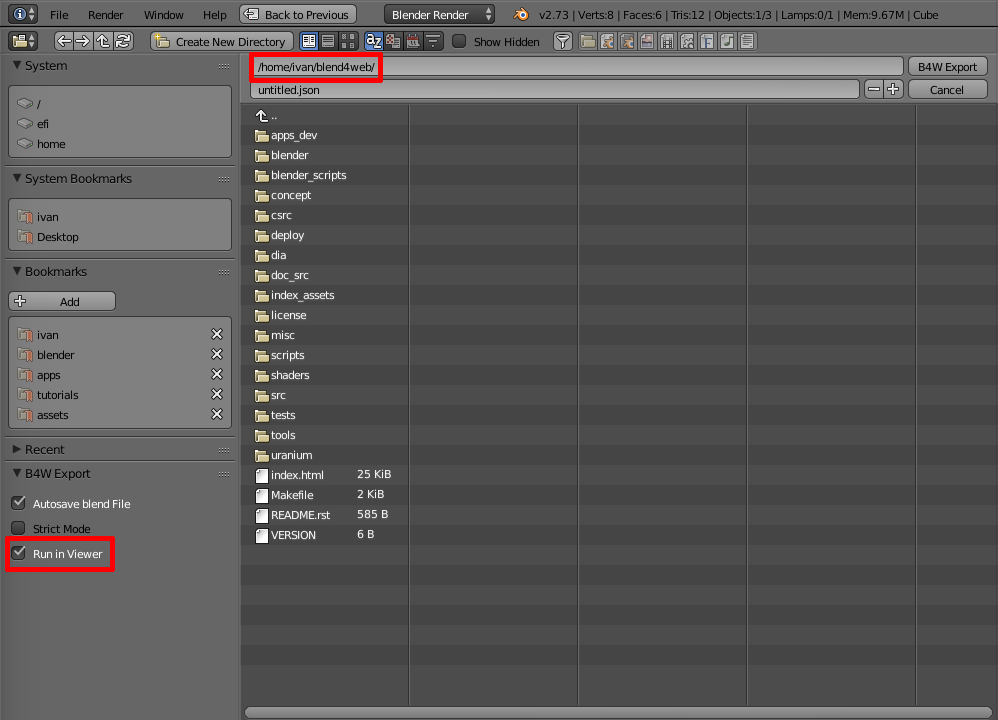 File Render Window Help Back to Previous Blender Render v2.73 | Verts:8 | Faces:6 | Tris:12 | Objects:1/3 | Lamps:0/1 | Mem:9.67M | Cube
Create New Directory Show Hidden
System
/
efi
home
System Bookmarks
ivan
Desktop
Bookmarks
Add
ivan
blender
apps
tutorials
assets
Recent
B4W Export
Autosave blend File
Strict Mode
Run in Viewer
/home/ivan/blend4web/ B4W Export
untitled.json Cancel
..
apps_dev
blender
blender_scripts
concept
csrc
deploy
dia
doc_src
index_assets
license
misc
scripts
shaders
src
tests
tools
uranium
index.html 25 KiB
Makefile 2 KiB
README.rst 585 B
VERSION 6 B